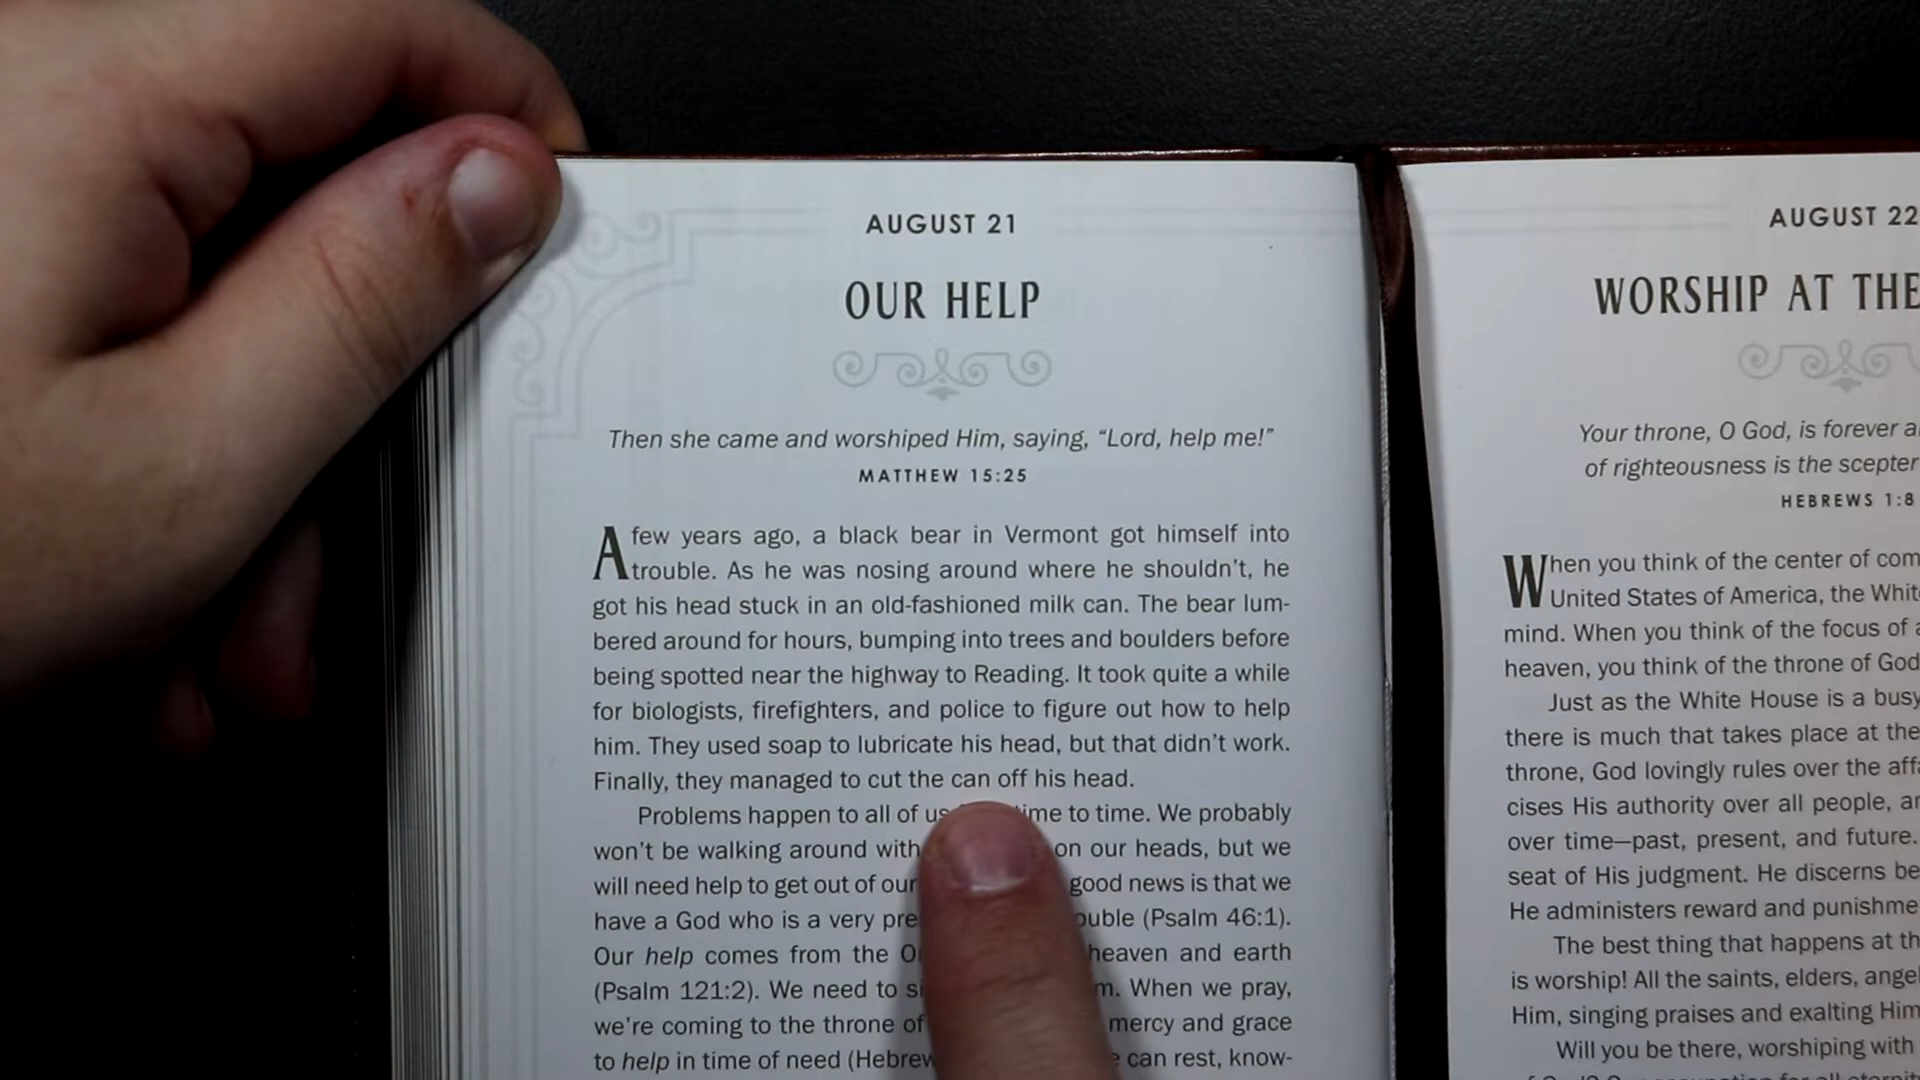 AUGUST 21
OUR HELP
Then she came and worshiped Him, saying, “Lord, help me!”
MATTHEW 15:25
A few years ago, a black bear in Vermont got himself into
trouble. As he was nosing around where he shouldn’t, he
got his head stuck in an old-fashioned milk can. The bear lum-
bered around for hours, bumping into trees and boulders before
being spotted near the highway to Reading. It took quite a while
for biologists, firefighters, and police to figure out how to help
him. They used soap to lubricate his head, but that didn’t work.
Finally, they managed to cut the can off his head.
Problems happen to all of us time to time. We probably
won’t be walking around with on our heads, but we
will need help to get out of our good news is that we
have a God who is a very (Psalm 46:1).
Our help comes from the heaven and earth
(Psalm 121:2). We need to When we pray,
we’re coming to the throne of mercy and grace
to help in time of need can rest, know-
AUGUST 22
WORSHIP AT THE
Your throne, O God, is forever
of righteousness is the scepter
HEBREWS 1:8
When you think of the center of
United States of America, the
mind. When you think of the focus of
heaven, you think of the throne of God
Just as the White House is a busy
there is much that takes place at the
throne, God lovingly rules over the
cises His authority over all people,
over time—past, present, and future.
seat of His judgment. He discerns
He administers reward and
The best thing that happens at
is worship! All the saints, elders,
Him, singing praises and exalting Him
Will you be there, worshiping with